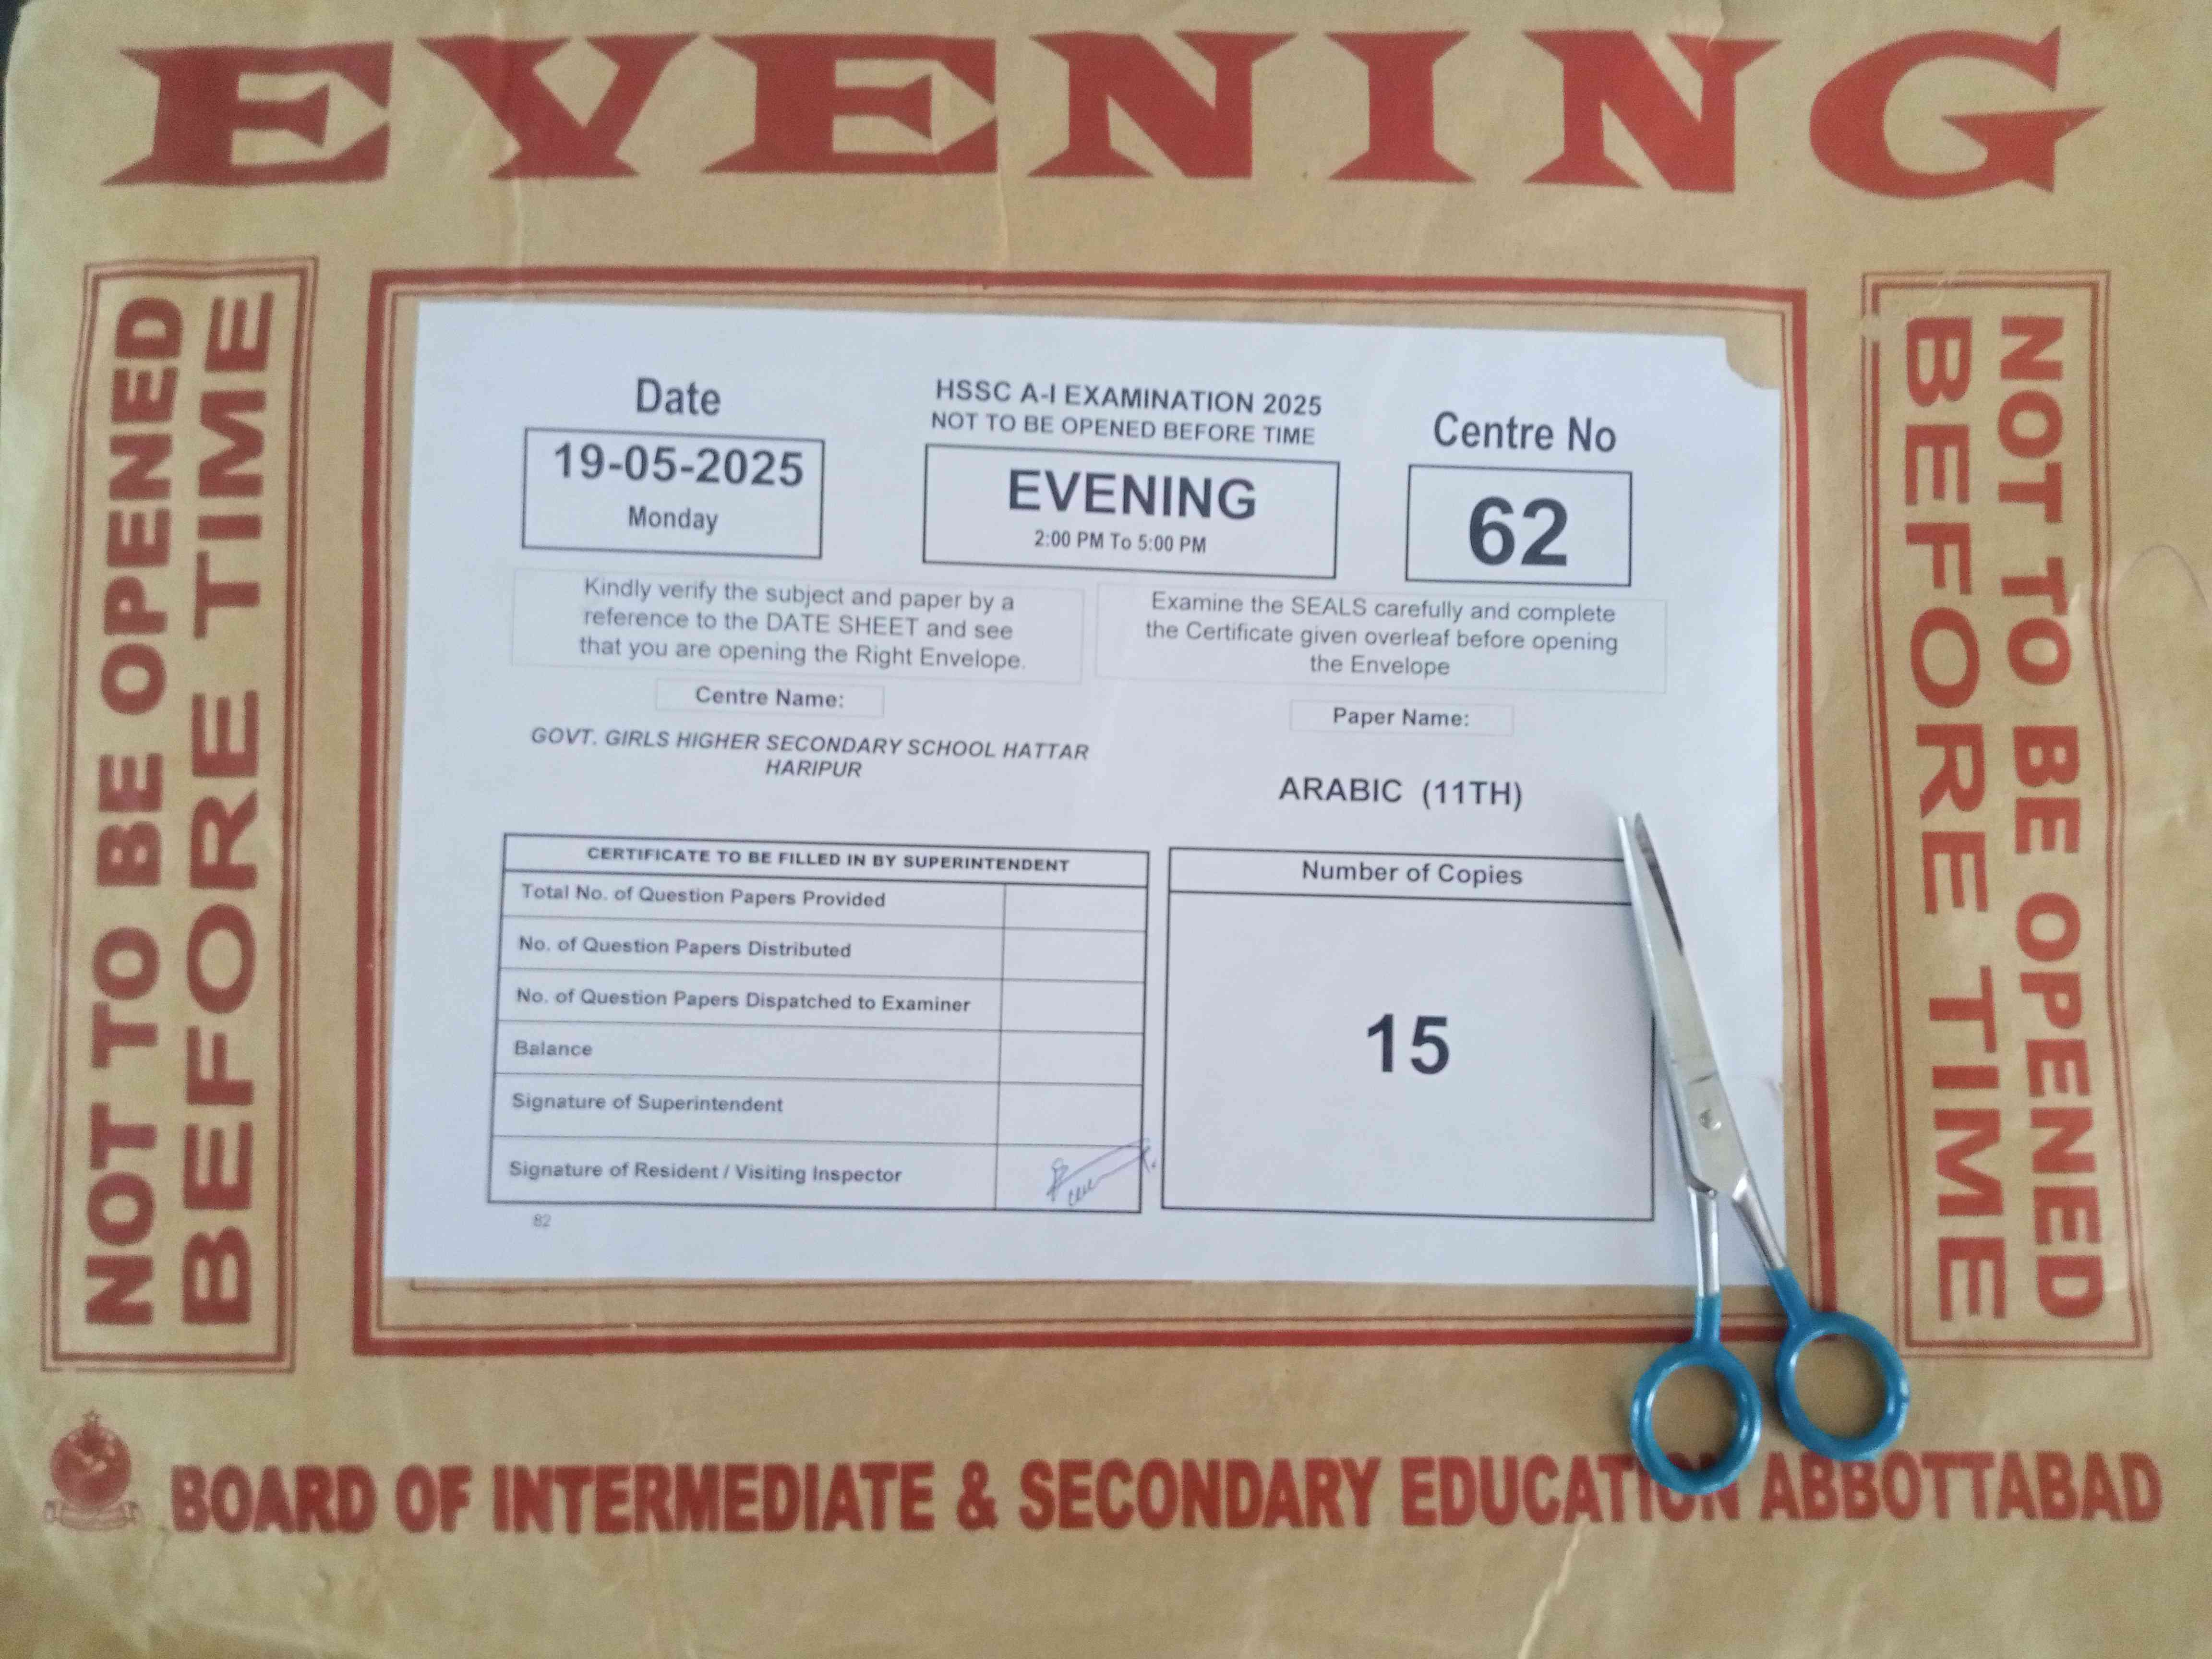 EVENING
NOT TO BE OPENED
BEFORE TIME
Date
19-05-2025
Monday
HSSC A-I EXAMINATION 2025
NOT TO BE OPENED BEFORE TIME
EVENING
2:00 PM To 5:00 PM
Centre No
62
Kindly verify the subject and paper by a
reference to the DATE SHEET and see
that you are opening the Right Envelope.
Examine the SEALS carefully and complete
the Certificate given overleaf before opening
the Envelope
Centre Name:
GOVT. GIRLS HIGHER SECONDARY SCHOOL HATTAR
HARIPUR
Paper Name:
ARABIC (11TH)
CERTIFICATE TO BE FILLED IN BY SUPERINTENDENT
Total No. of Question Papers Provided
No. of Question Papers Distributed
No. of Question Papers Dispatched to Examiner
Balance
Signature of Superintendent
Signature of Resident / Visiting Inspector
82
Number of Copies
15
NOT TO BE OPENED
BEFORE TIME
BOARD OF INTERMEDIATE & SECONDARY EDUCATION ABBOTTABAD